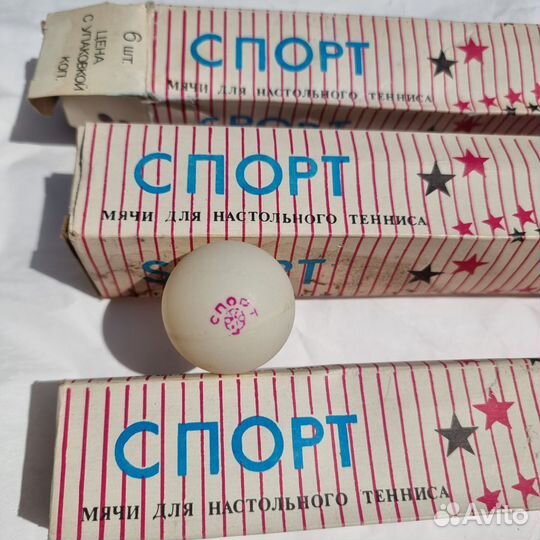 6 ШТ.
ЦЕНА
С УПАКОВКОЙ
КОП.
СПОРТ
МЯЧИ ДЛЯ НАСТОЛЬНОГО ТЕННИСА
СПОРТ
МЯЧИ ДЛЯ НАСТОЛЬНОГО ТЕННИСА
СПОРТ
СПОРТ
МЯЧИ ДЛЯ НАСТОЛЬНОГО ТЕННИСА
Avito